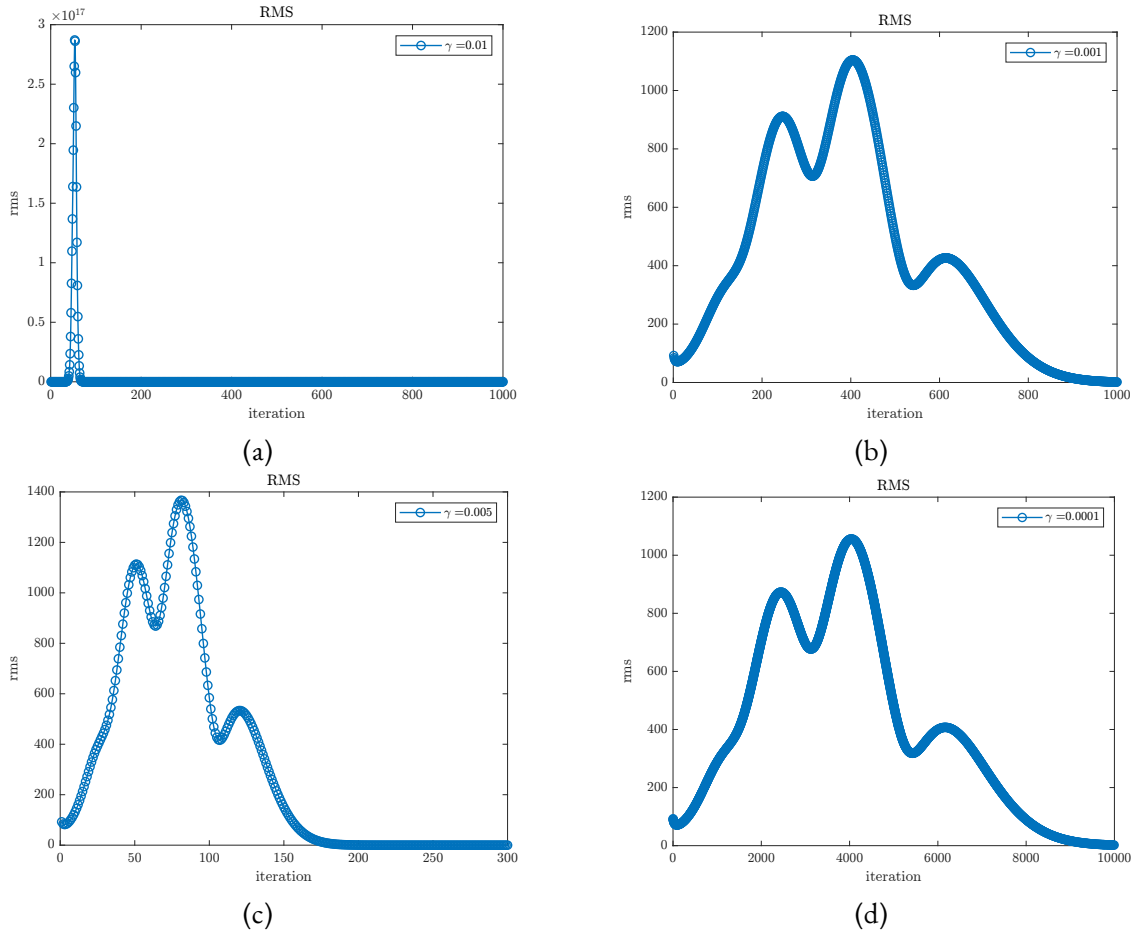 RMS
×10^17
3
2.5
2
1.5
1
0.5
0
rms
γ =0.01
0 200 400 600 800 1000
iteration
(a)
RMS
1200
1000
800
600
400
200
0
rms
γ =0.001
0 200 400 600 800 1000
iteration
(b)
RMS
1400
1200
1000
800
600
400
200
0
rms
γ =0.005
0 50 100 150 200 250 300
iteration
(c)
RMS
1200
1000
800
600
400
200
0
rms
γ =0.0001
0 2000 4000 6000 8000 10000
iteration
(d)